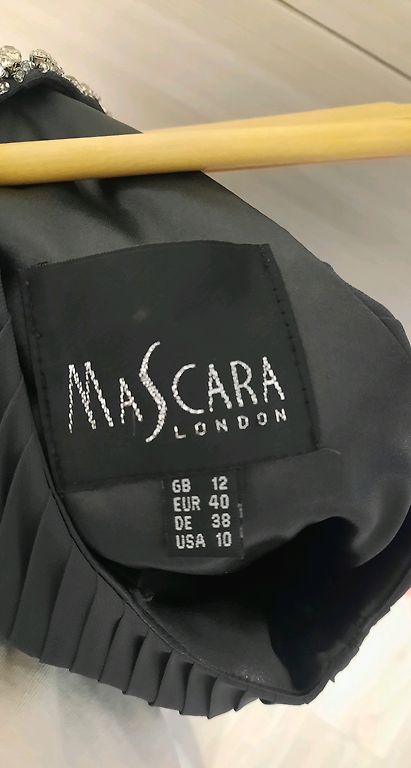 MASCARA
LONDON
GB 12
EUR 40
DE 38
USA 10